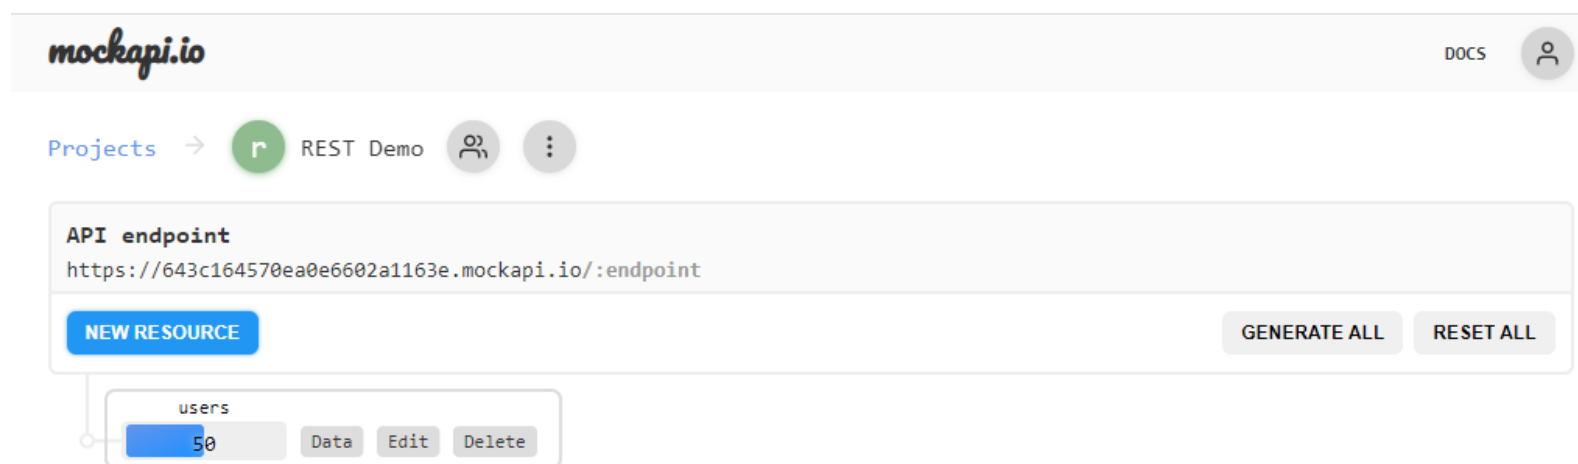 mockapi.io
DOCS
Projects → r REST Demo
API endpoint
https://643c164570ea0e6602a1163e.mockapi.io/:endpoint
NEW RESOURCE
GENERATE ALL
RESET ALL
users
50
Data
Edit
Delete